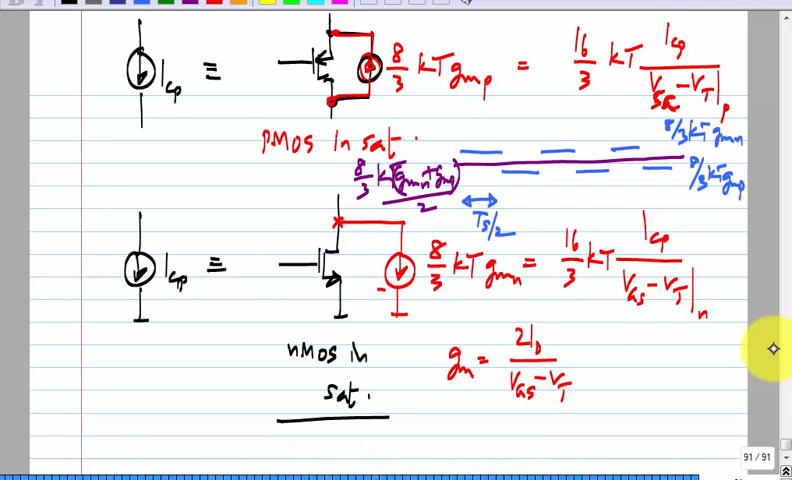 I_cp ≡ 8/3 kT g_mp = 16/3 kT I_cp / (V_SG − V_T|_p)
pMOS in sat.
8/3 kT g_mn
8/3 kT (g_mn + g_mp) / 2
8/3 kT g_mp
Ts/2
I_cp ≡ 8/3 kT g_mn = 16/3 kT I_cp / (V_GS − V_T|_n)
nMOS in
sat.
g_m = 2I_D / (V_GS − V_T)
91 / 91